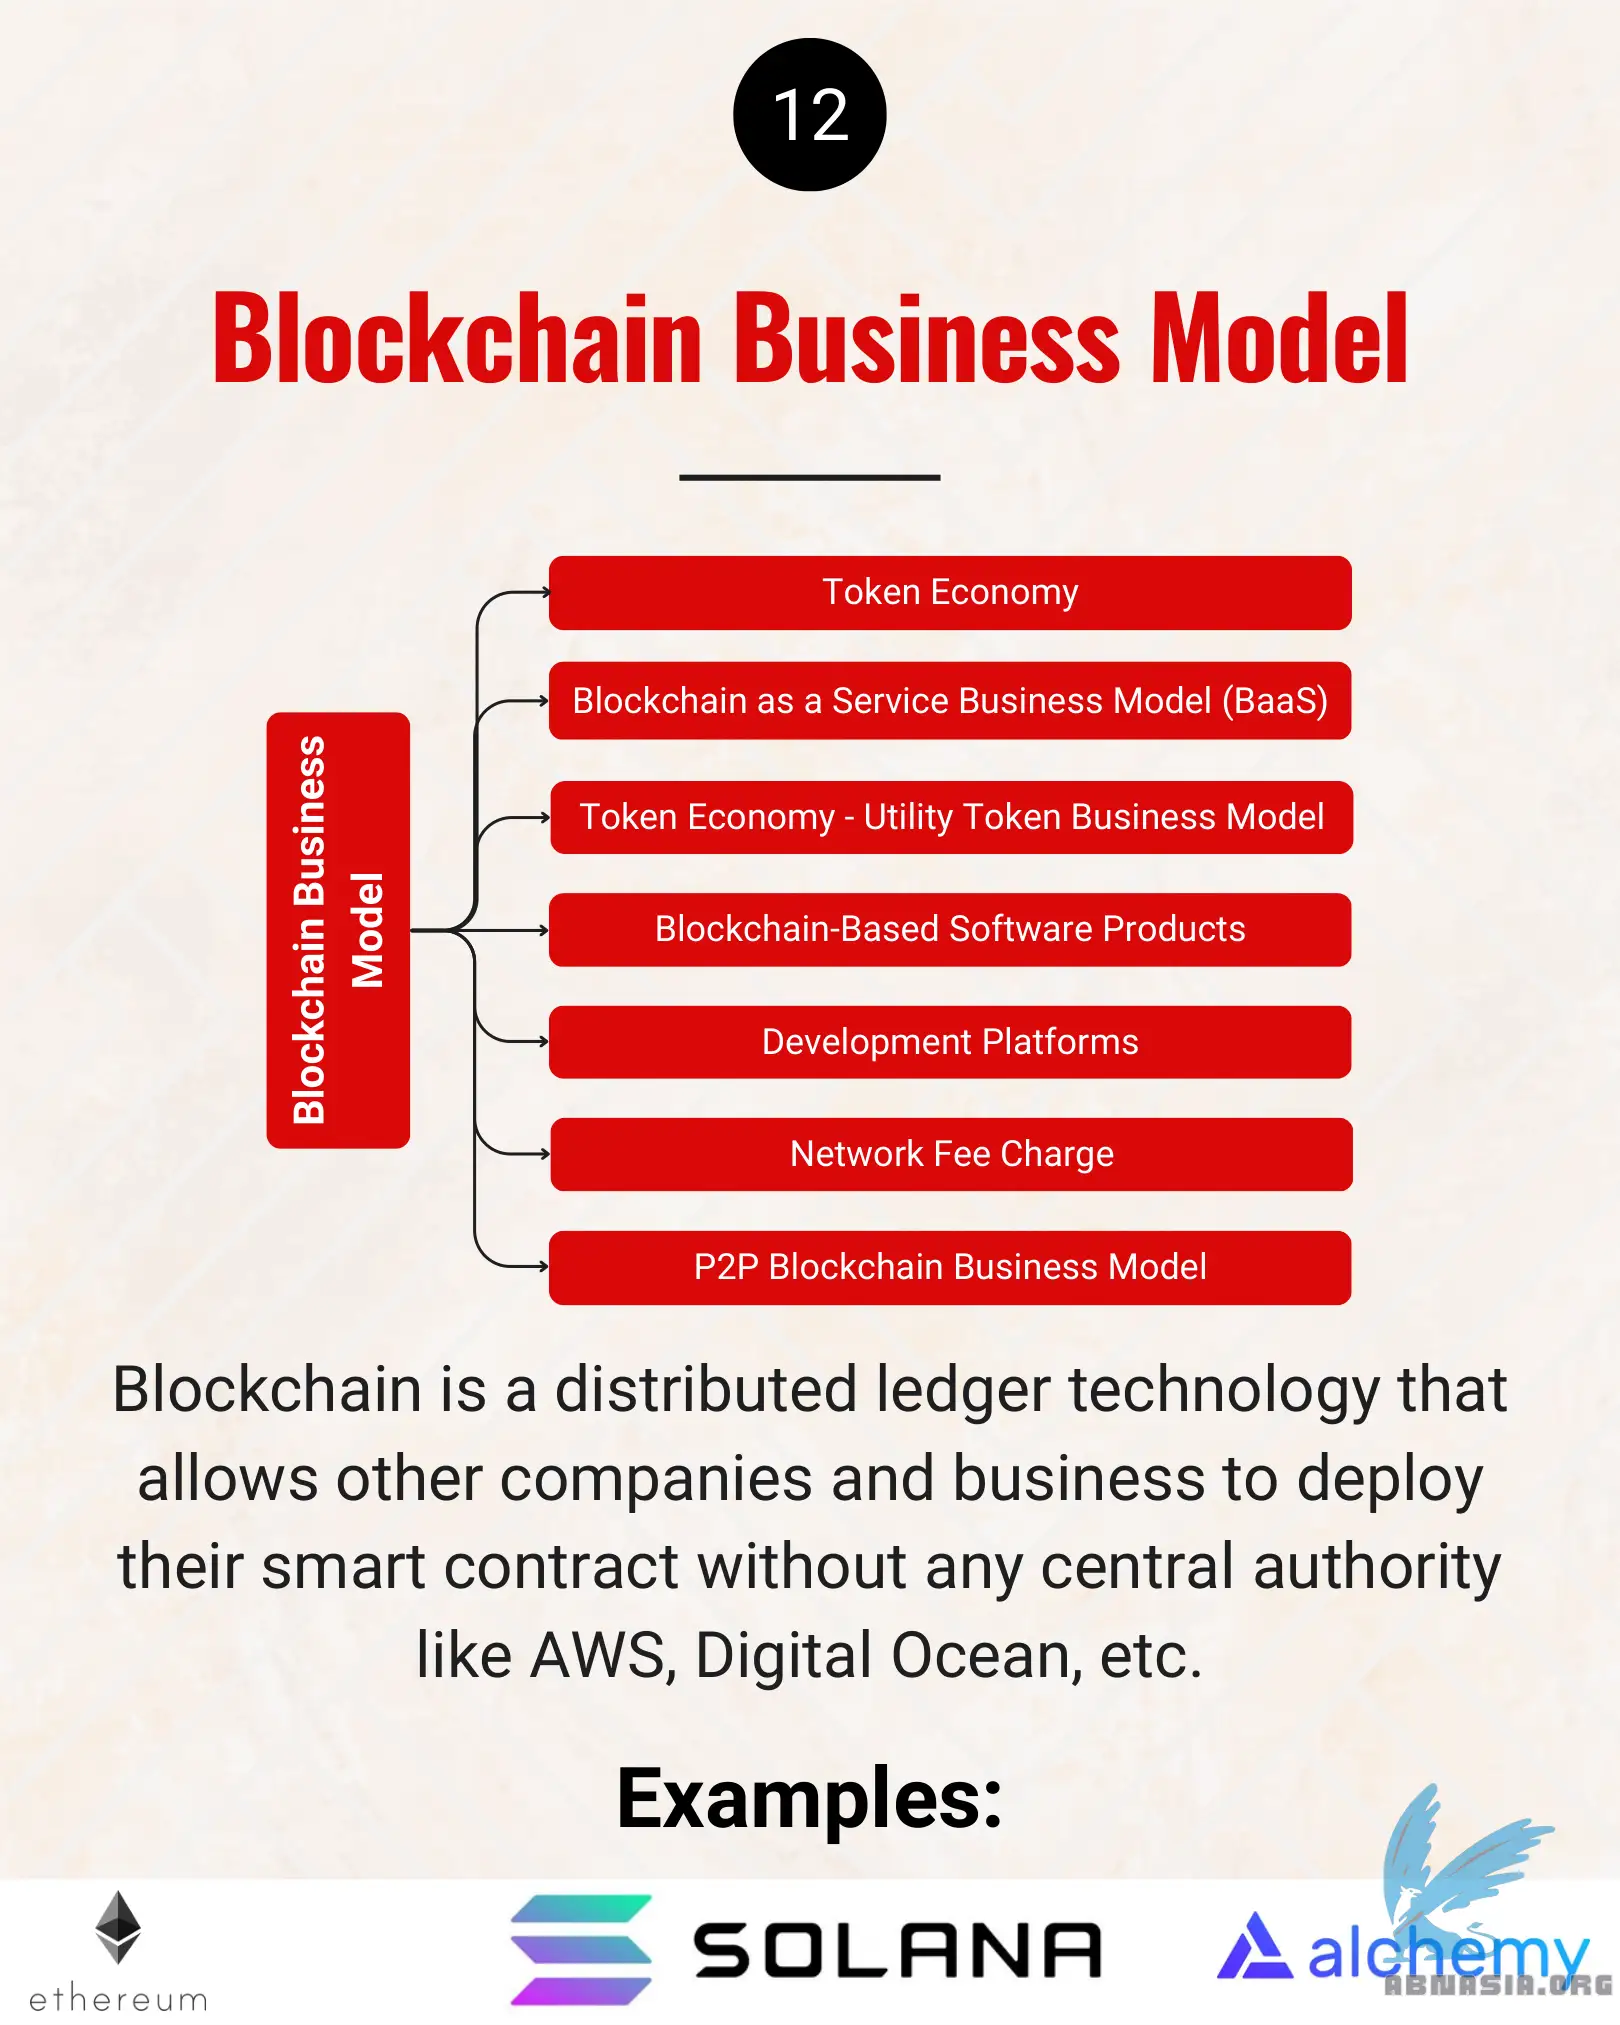 12
Blockchain Business Model
Blockchain Business
Model
Token Economy
Blockchain as a Service Business Model (BaaS)
Token Economy - Utility Token Business Model
Blockchain-Based Software Products
Development Platforms
Network Fee Charge
P2P Blockchain Business Model
Blockchain is a distributed ledger technology that
allows other companies and business to deploy
their smart contract without any central authority
like AWS, Digital Ocean, etc.
Examples:
ethereum
SOLANA
alchemy
ABNASIA.ORG